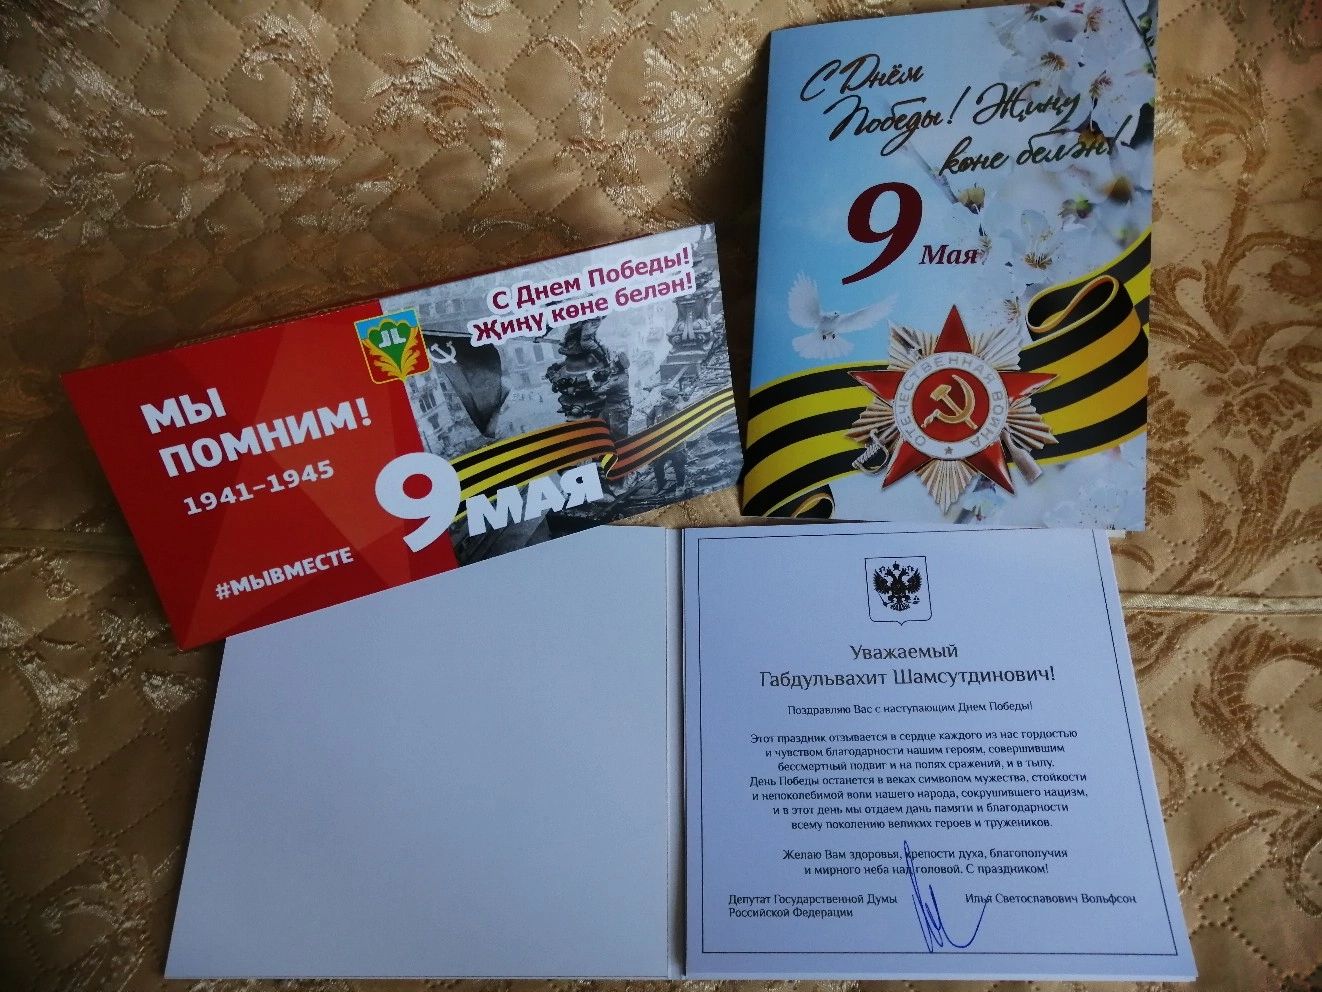 С Днём
Победы! Җиңү
көне белән!
9 Мая
ОТЕЧЕСТВЕННАЯ ВОЙНА
С Днем Победы!
Җиңү көне белән!
МЫ
ПОМНИМ!
1941-1945
9 МАЯ
#МЫВМЕСТЕ
Уважаемый
Габдульвахит Шамсутдинович!
Поздравляю Вас с наступающим Днем Победы!
Этот праздник отзывается в сердце каждого из нас гордостью
и чувством благодарности нашим героям, совершившим
бессмертный подвиг и на полях сражений, и в тылу.
День Победы останется в веках символом мужества, стойкости
и непоколебимой воли нашего народа, сокрушившего нацизм,
и в этот день мы отдаем дань памяти и благодарности
всему поколению великих героев и тружеников.
Желаю Вам здоровья, крепости духа, благополучия
и мирного неба над головой. С праздником!
Депутат Государственной Думы
Российской Федерации
Илья Светославович Вольфсон